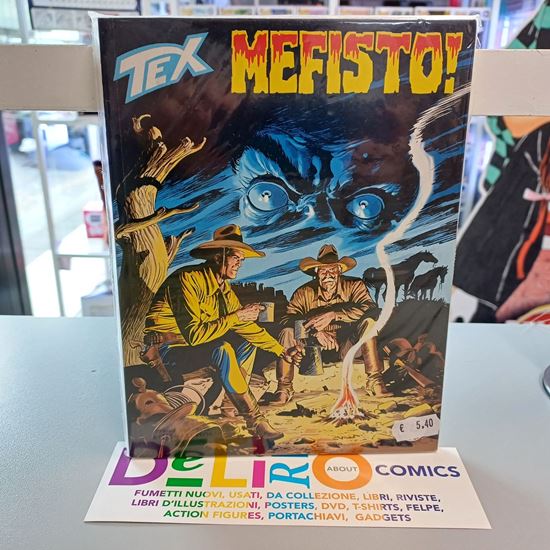 TEX
MEFISTO!
€ 5.40
DeLiRO
ABOUT
COMICS
FUMETTI NUOVI, USATI, DA COLLEZIONE, LIBRI, RIVISTE,
LIBRI D'ILLUSTRAZIONI, POSTERS, DVD, T-SHIRTS, FELPE,
ACTION FIGURES, PORTACHIAVI, GADGETS